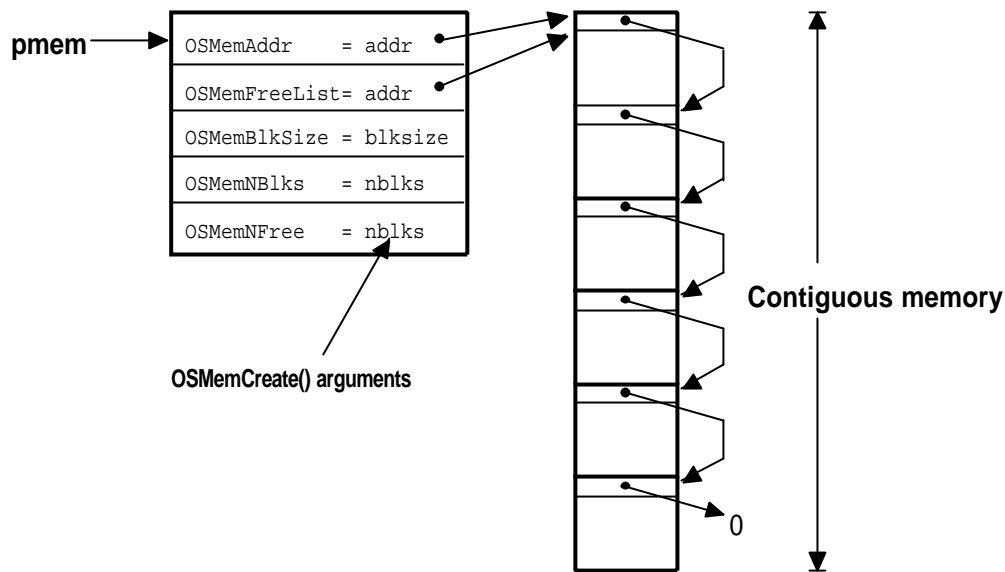 pmem
OSMemAddr = addr
OSMemFreeList= addr
OSMemBlkSize = blksize
OSMemNBlks = nblks
OSMemNFree = nblks
OSMemCreate() arguments
Contiguous memory
0